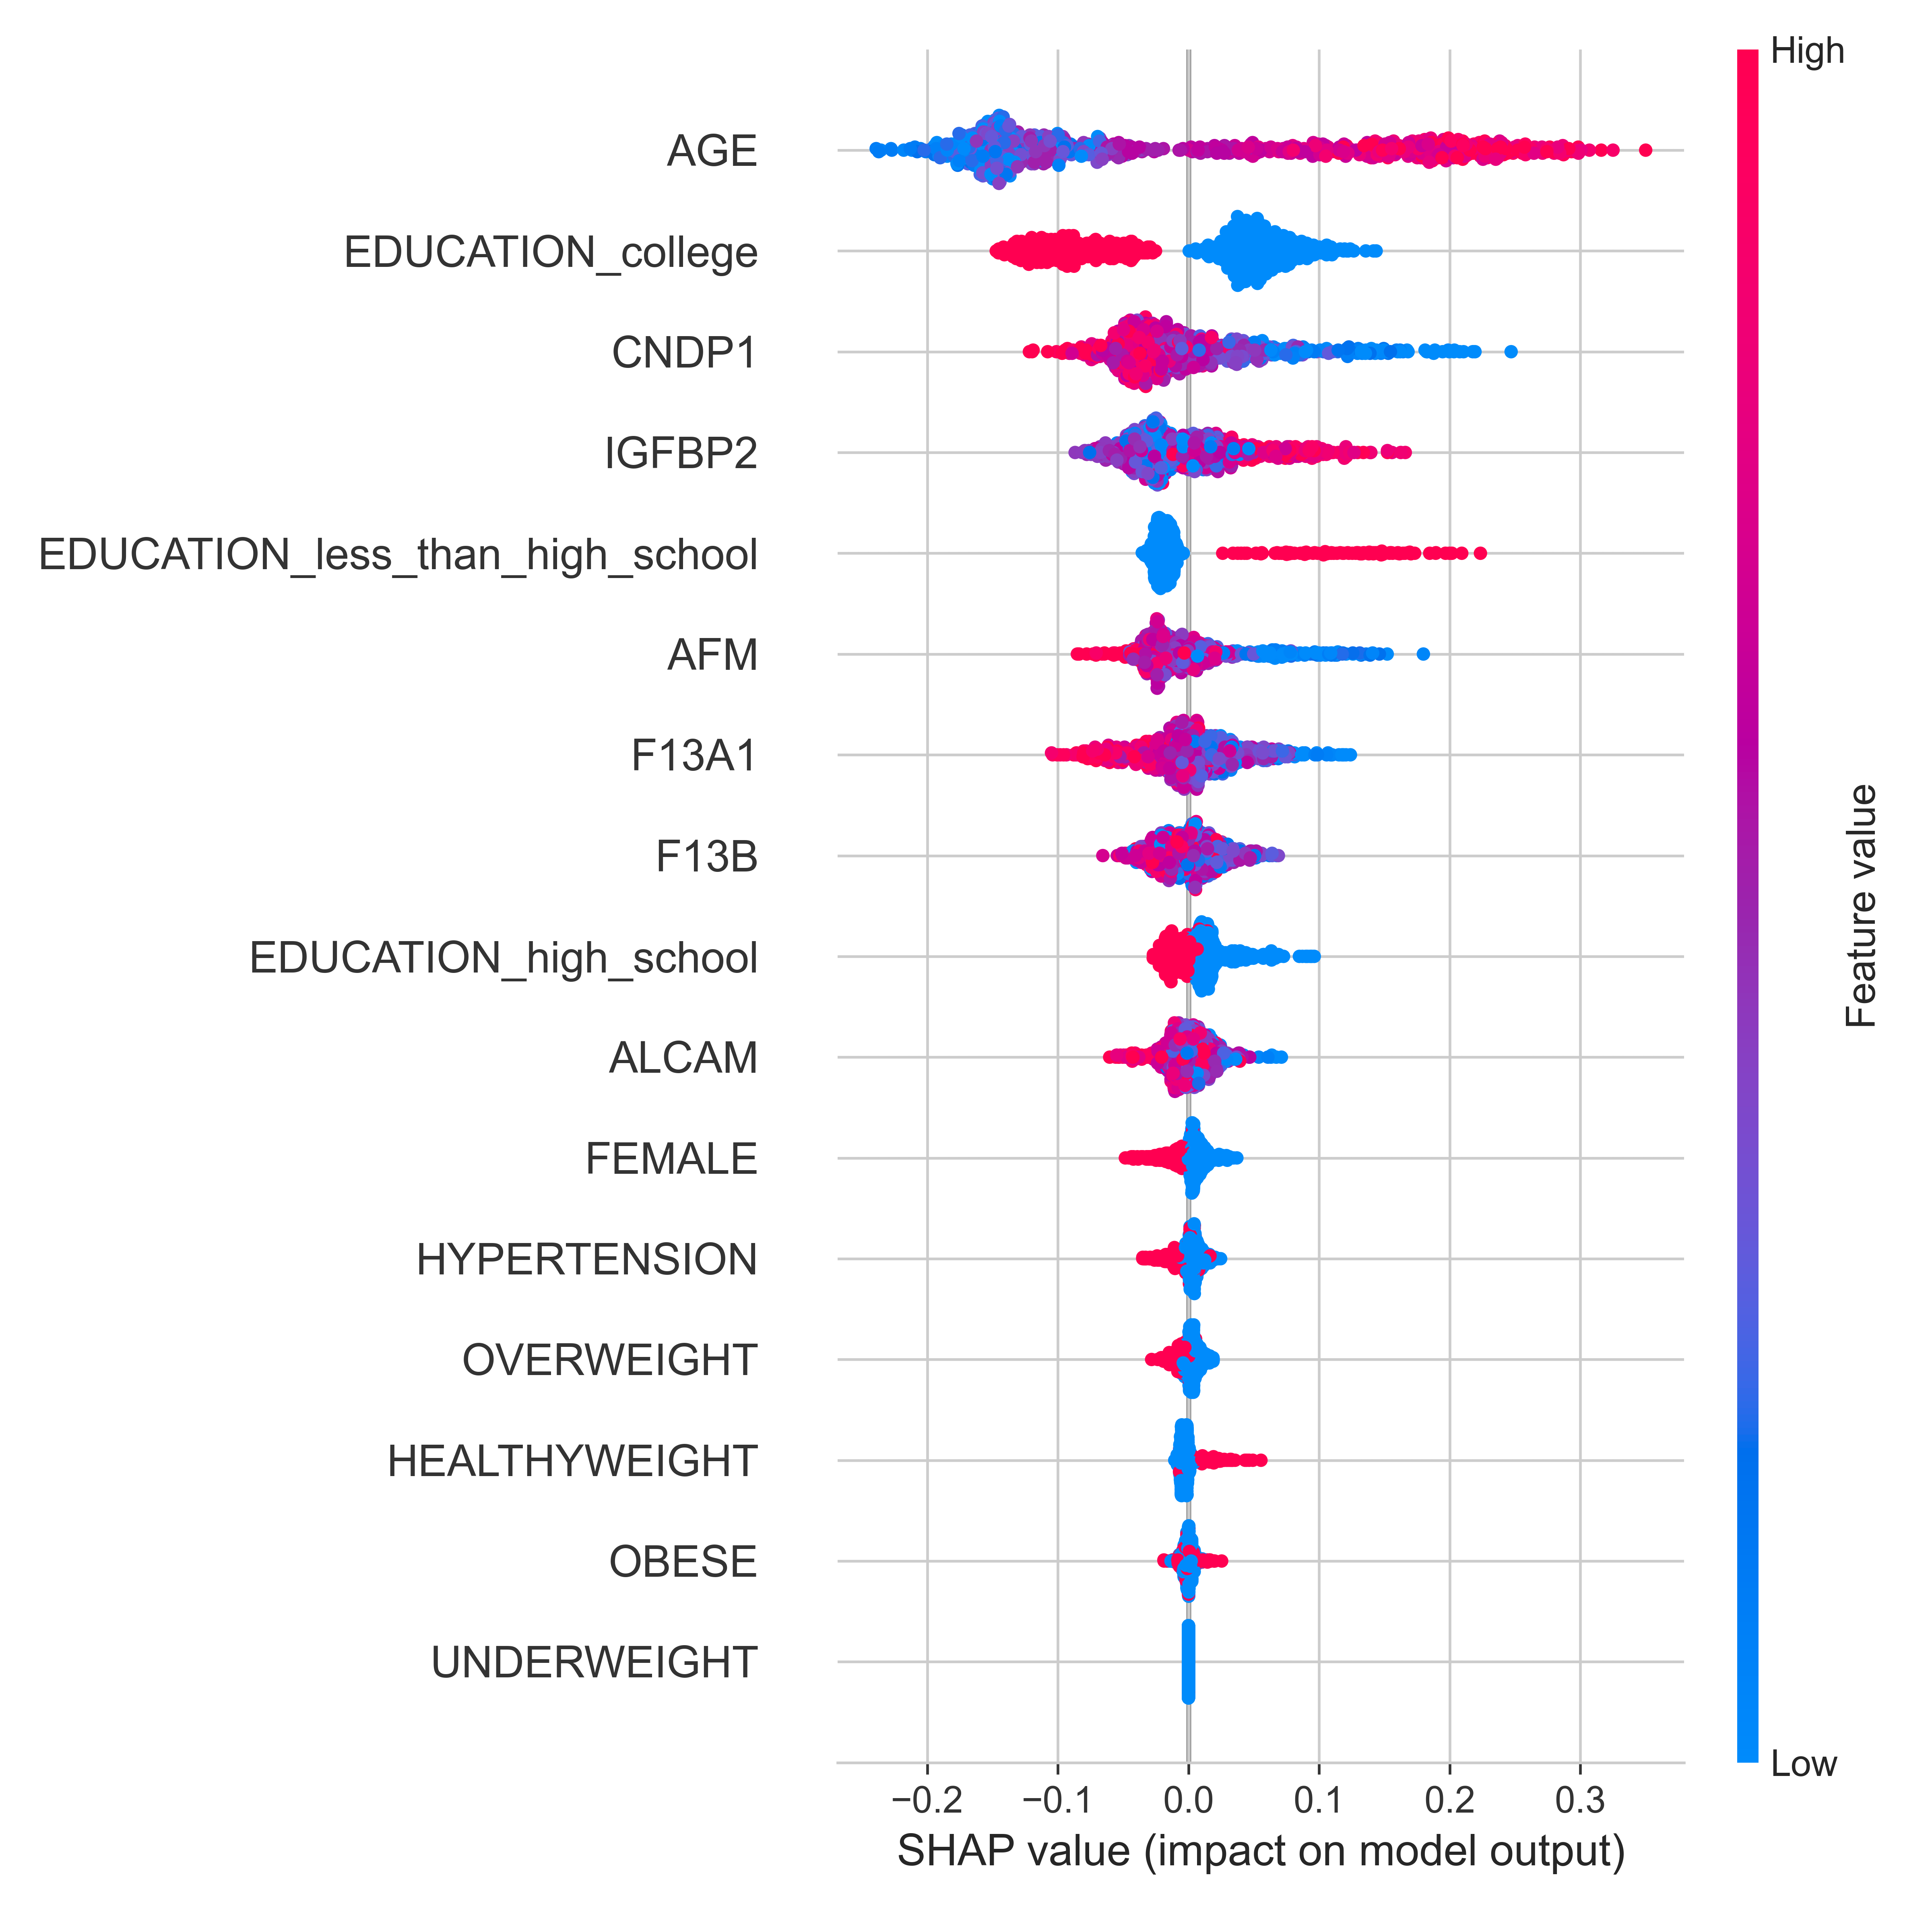 High
AGE
EDUCATION_college
CNDP1
IGFBP2
EDUCATION_less_than_high_school
AFM
F13A1
F13B
EDUCATION_high_school
ALCAM
FEMALE
HYPERTENSION
OVERWEIGHT
HEALTHYWEIGHT
OBESE
UNDERWEIGHT
Feature value
Low
−0.2 −0.1 0.0 0.1 0.2 0.3
SHAP value (impact on model output)